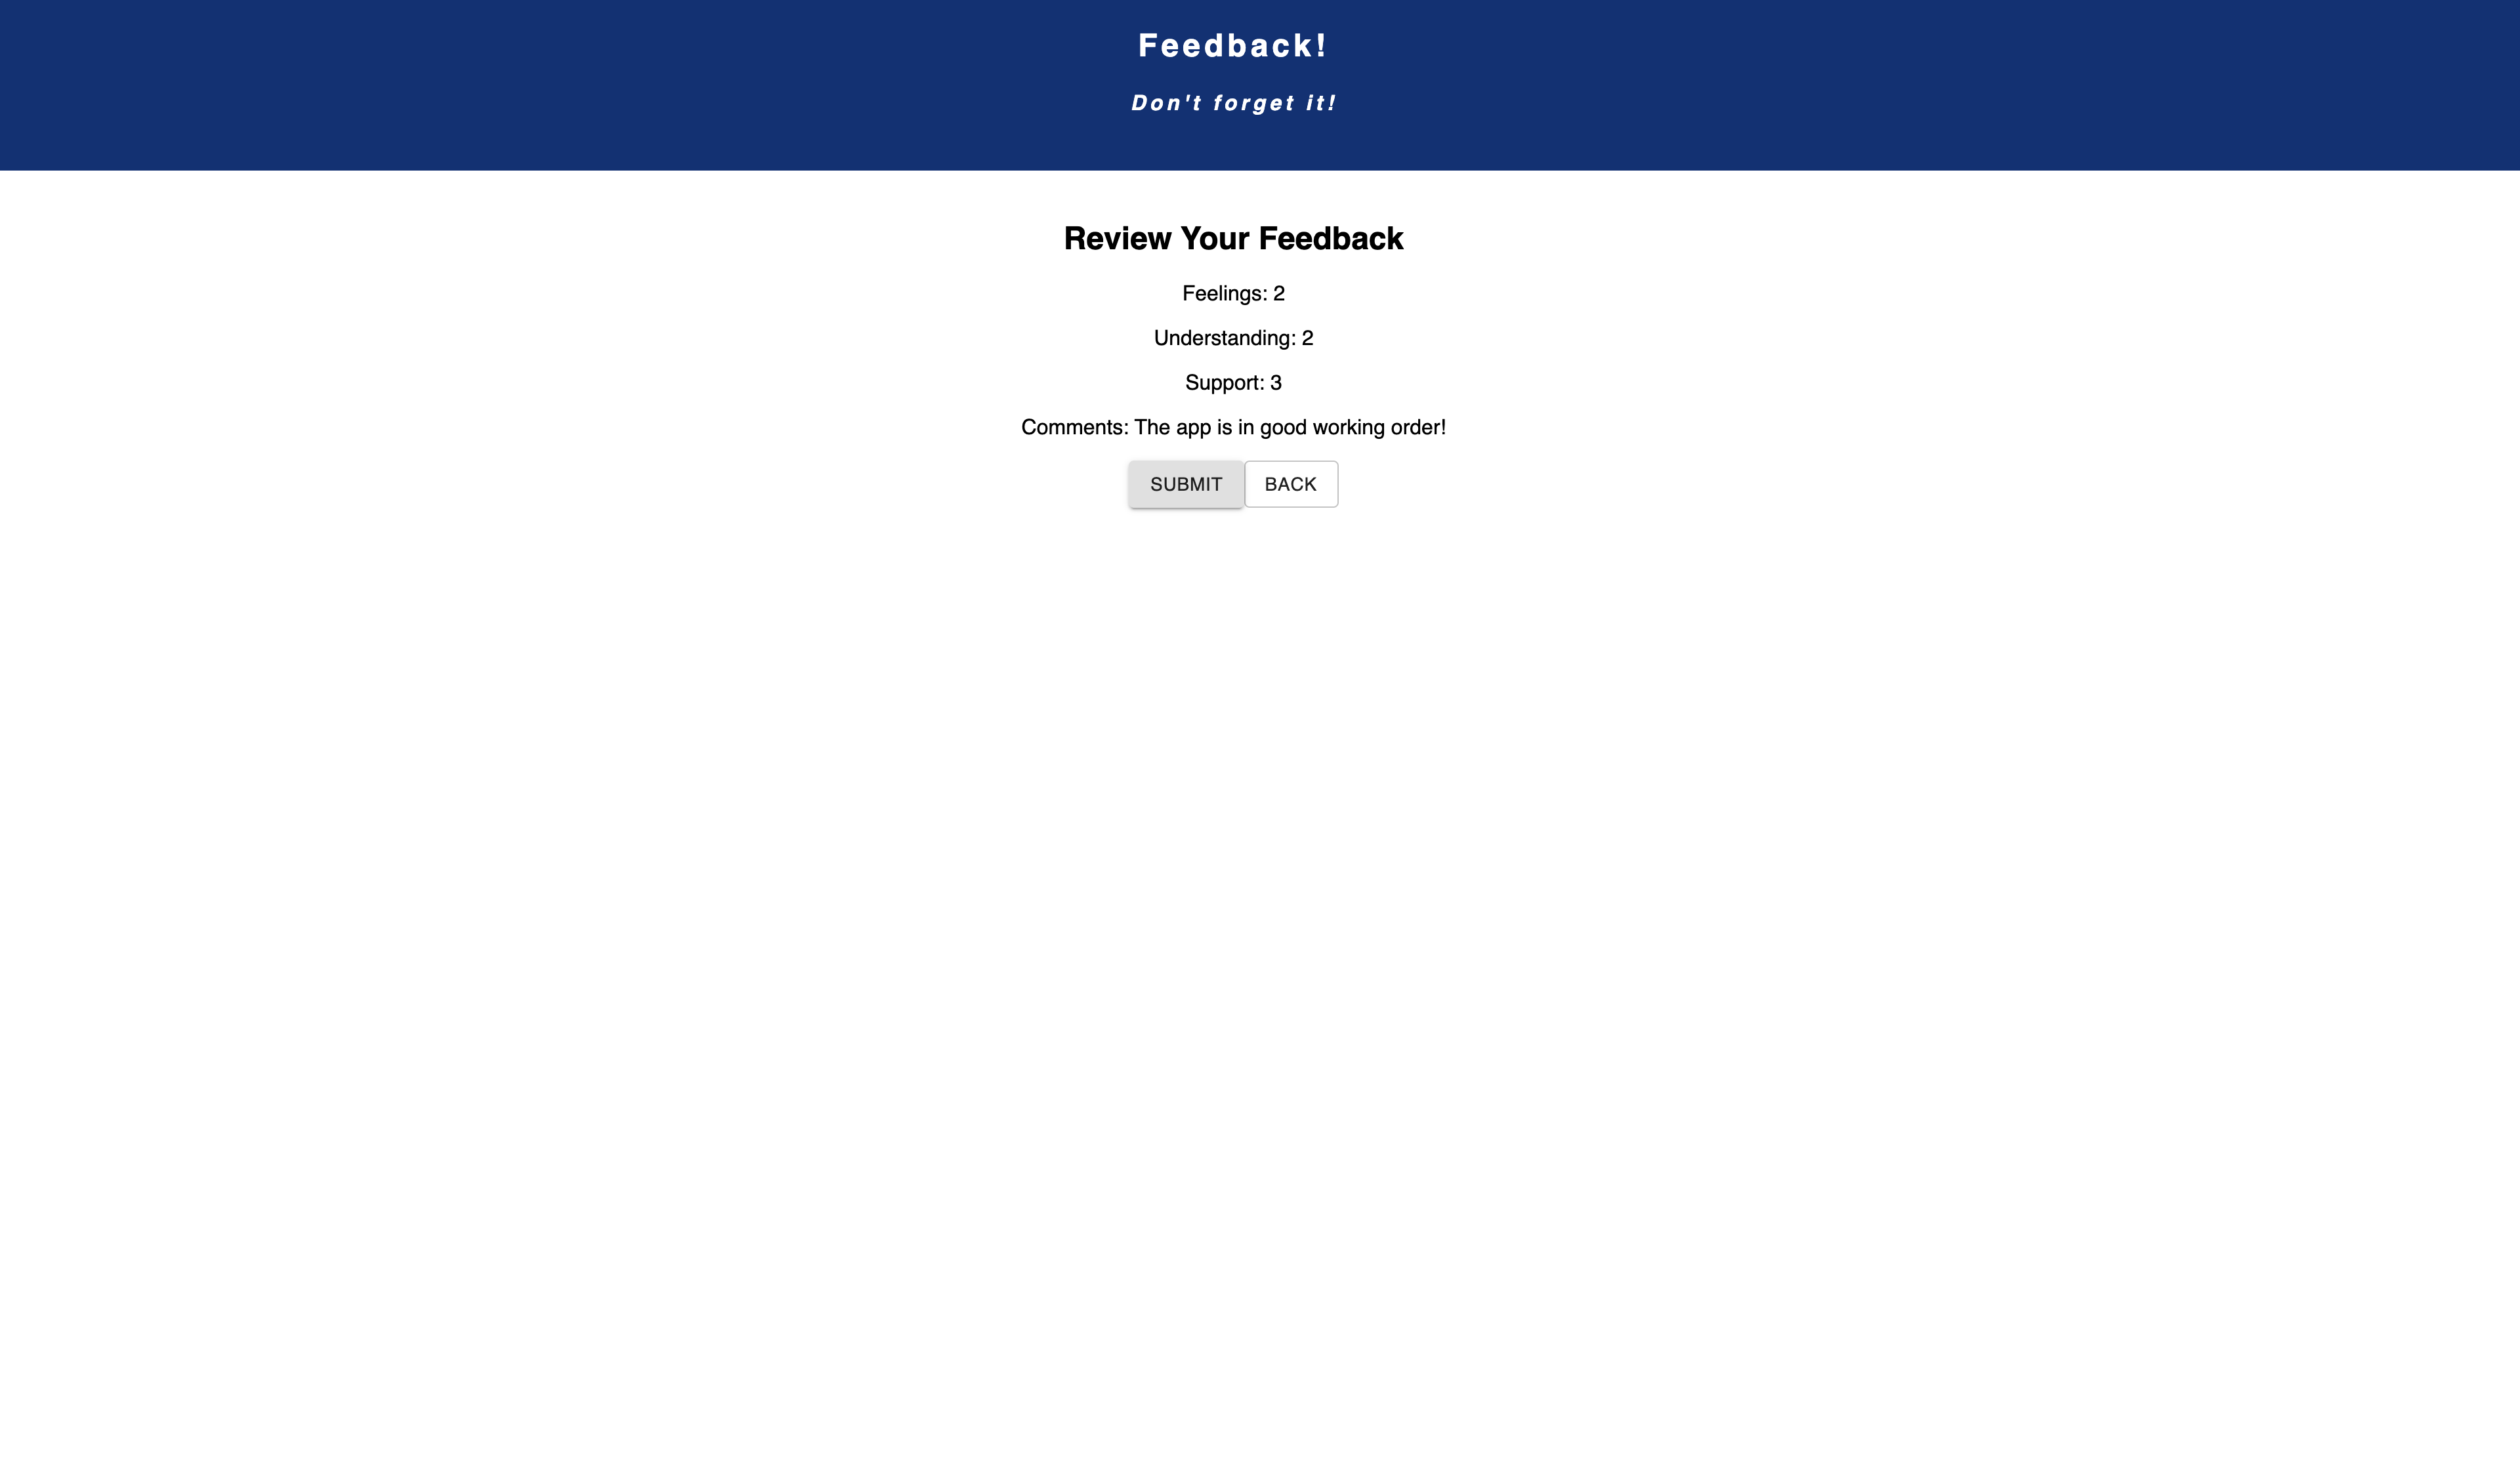 Feedback!
Don't forget it!
Review Your Feedback
Feelings: 2
Understanding: 2
Support: 3
Comments: The app is in good working order!
SUBMIT
BACK